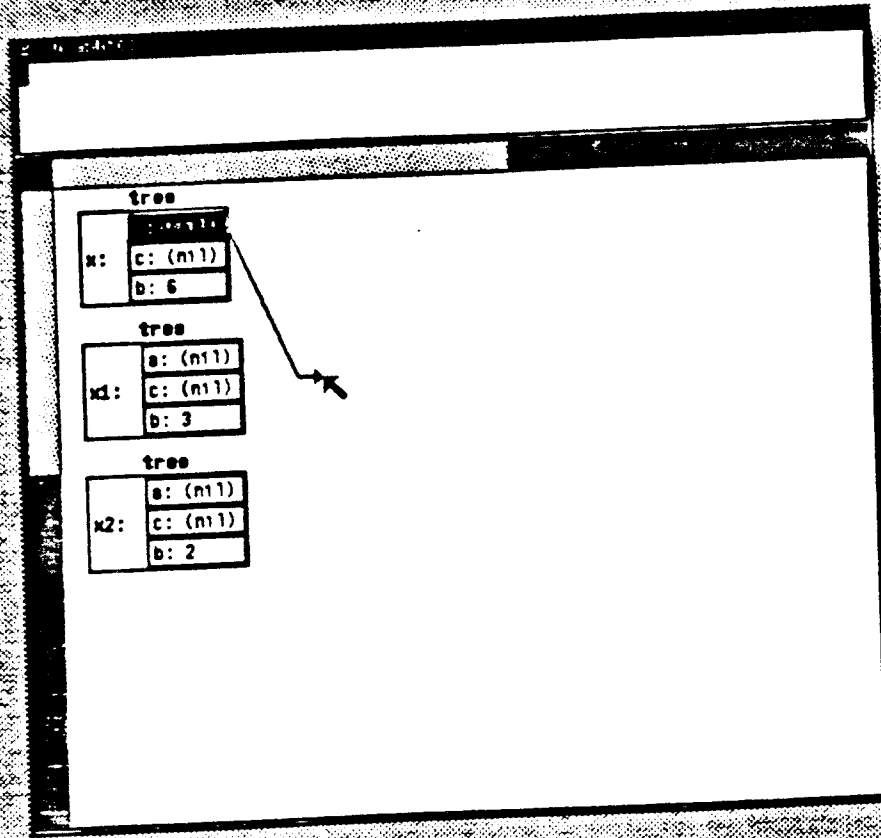 tree
x:
c: (nil)
b: 6
tree
x1:
a: (nil)
c: (nil)
b: 3
tree
x2:
a: (nil)
c: (nil)
b: 2